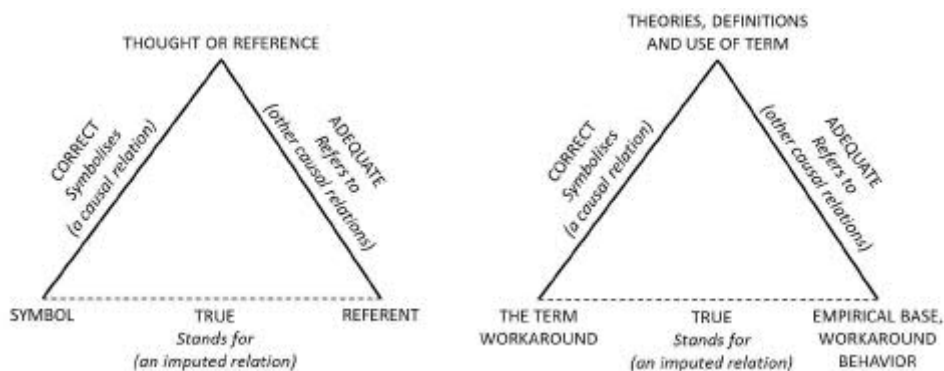 THOUGHT OR REFERENCE
CORRECT
Symbolises
(a causal relation)
ADEQUATE
Refers to
(other causal relations)
SYMBOL
TRUE
REFERENT
Stands for
(an imputed relation)
THEORIES, DEFINITIONS
AND USE OF TERM
CORRECT
Symbolises
(a causal relation)
ADEQUATE
Refers to
(other causal relations)
THE TERM
WORKAROUND
TRUE
Stands for
(an imputed relation)
EMPIRICAL BASE,
WORKAROUND
BEHAVIOR